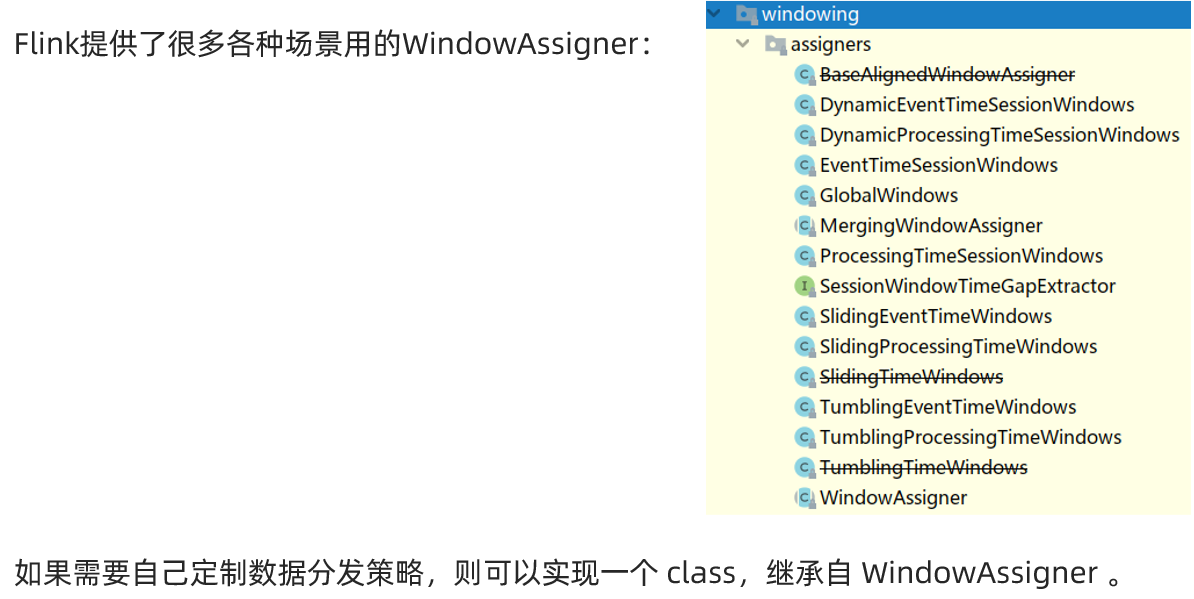 Flink提供了很多各种场景用的WindowAssigner：
windowing
assigners
BaseAlignedWindowAssigner
DynamicEventTimeSessionWindows
DynamicProcessingTimeSessionWindows
EventTimeSessionWindows
GlobalWindows
MergingWindowAssigner
ProcessingTimeSessionWindows
SessionWindowTimeGapExtractor
SlidingEventTimeWindows
SlidingProcessingTimeWindows
SlidingTimeWindows
TumblingEventTimeWindows
TumblingProcessingTimeWindows
TumblingTimeWindows
WindowAssigner
如果需要自己定制数据分发策略，则可以实现一个 class，继承自 WindowAssigner 。